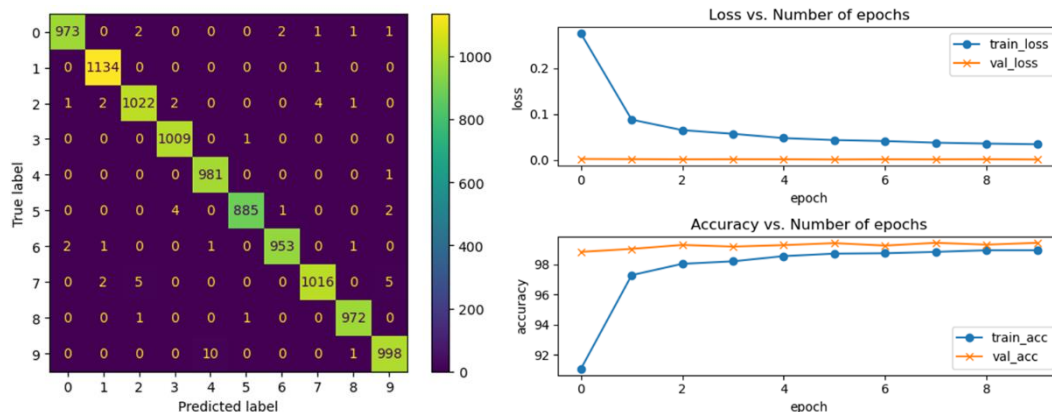 0 973 0 2 0 0 0 2 1 1 1
1 0 1134 0 0 0 0 0 1 0 0
2 1 2 1022 2 0 0 0 4 1 0
3 0 0 0 1009 0 1 0 0 0 0
4 0 0 0 0 981 0 0 0 0 1
5 0 0 0 4 0 885 1 0 0 2
6 2 1 0 0 1 0 953 0 1 0
7 0 2 5 0 0 0 0 1016 0 5
8 0 0 1 0 0 1 0 0 972 0
9 0 0 0 0 10 0 0 0 1 998
0 1 2 3 4 5 6 7 8 9
True label
Predicted label
1000
800
600
400
200
0
Loss vs. Number of epochs
train_loss
val_loss
loss
0.2
0.1
0.0
0 2 4 6 8
epoch
Accuracy vs. Number of epochs
accuracy
98
96
94
92
train_acc
val_acc
0 2 4 6 8
epoch